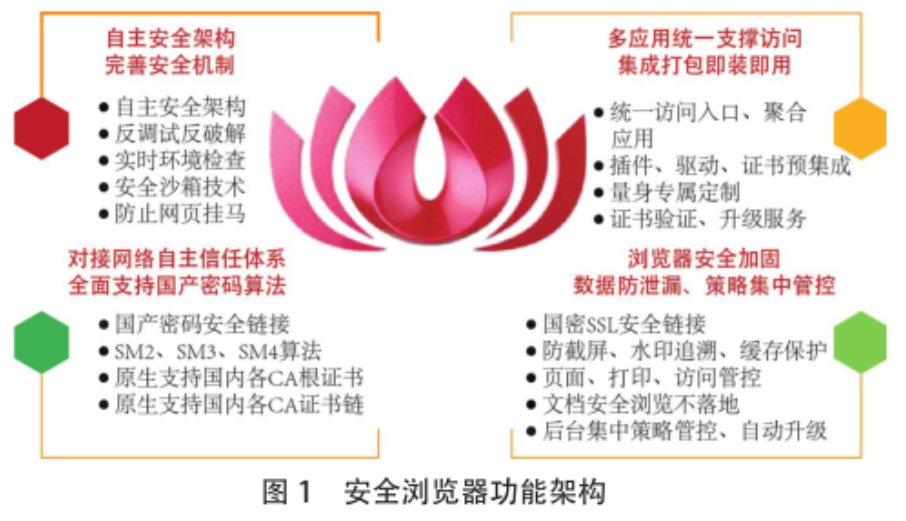 自主安全架构
完善安全机制
●自主安全架构
●反调试反破解
●实时环境检查
●安全沙箱技术
●防止网页挂马
多应用统一支撑访问
集成打包即装即用
●统一访问入口、聚合
应用
●插件、驱动、证书预集成
●量身专属定制
●证书验证、升级服务
对接网络自主信任体系
全面支持国产密码算法
●国产密码安全链接
●SM2、SM3、SM4算法
●原生支持国内各CA根证书
●原生支持国内各CA证书链
浏览器安全加固
数据防泄漏、策略集中管控
●国密SSL安全链接
●防截屏、水印追溯、缓存保护
●页面、打印、访问管控
●文档安全浏览不落地
●后台集中策略管控、自动升级
图 1 安全浏览器功能架构